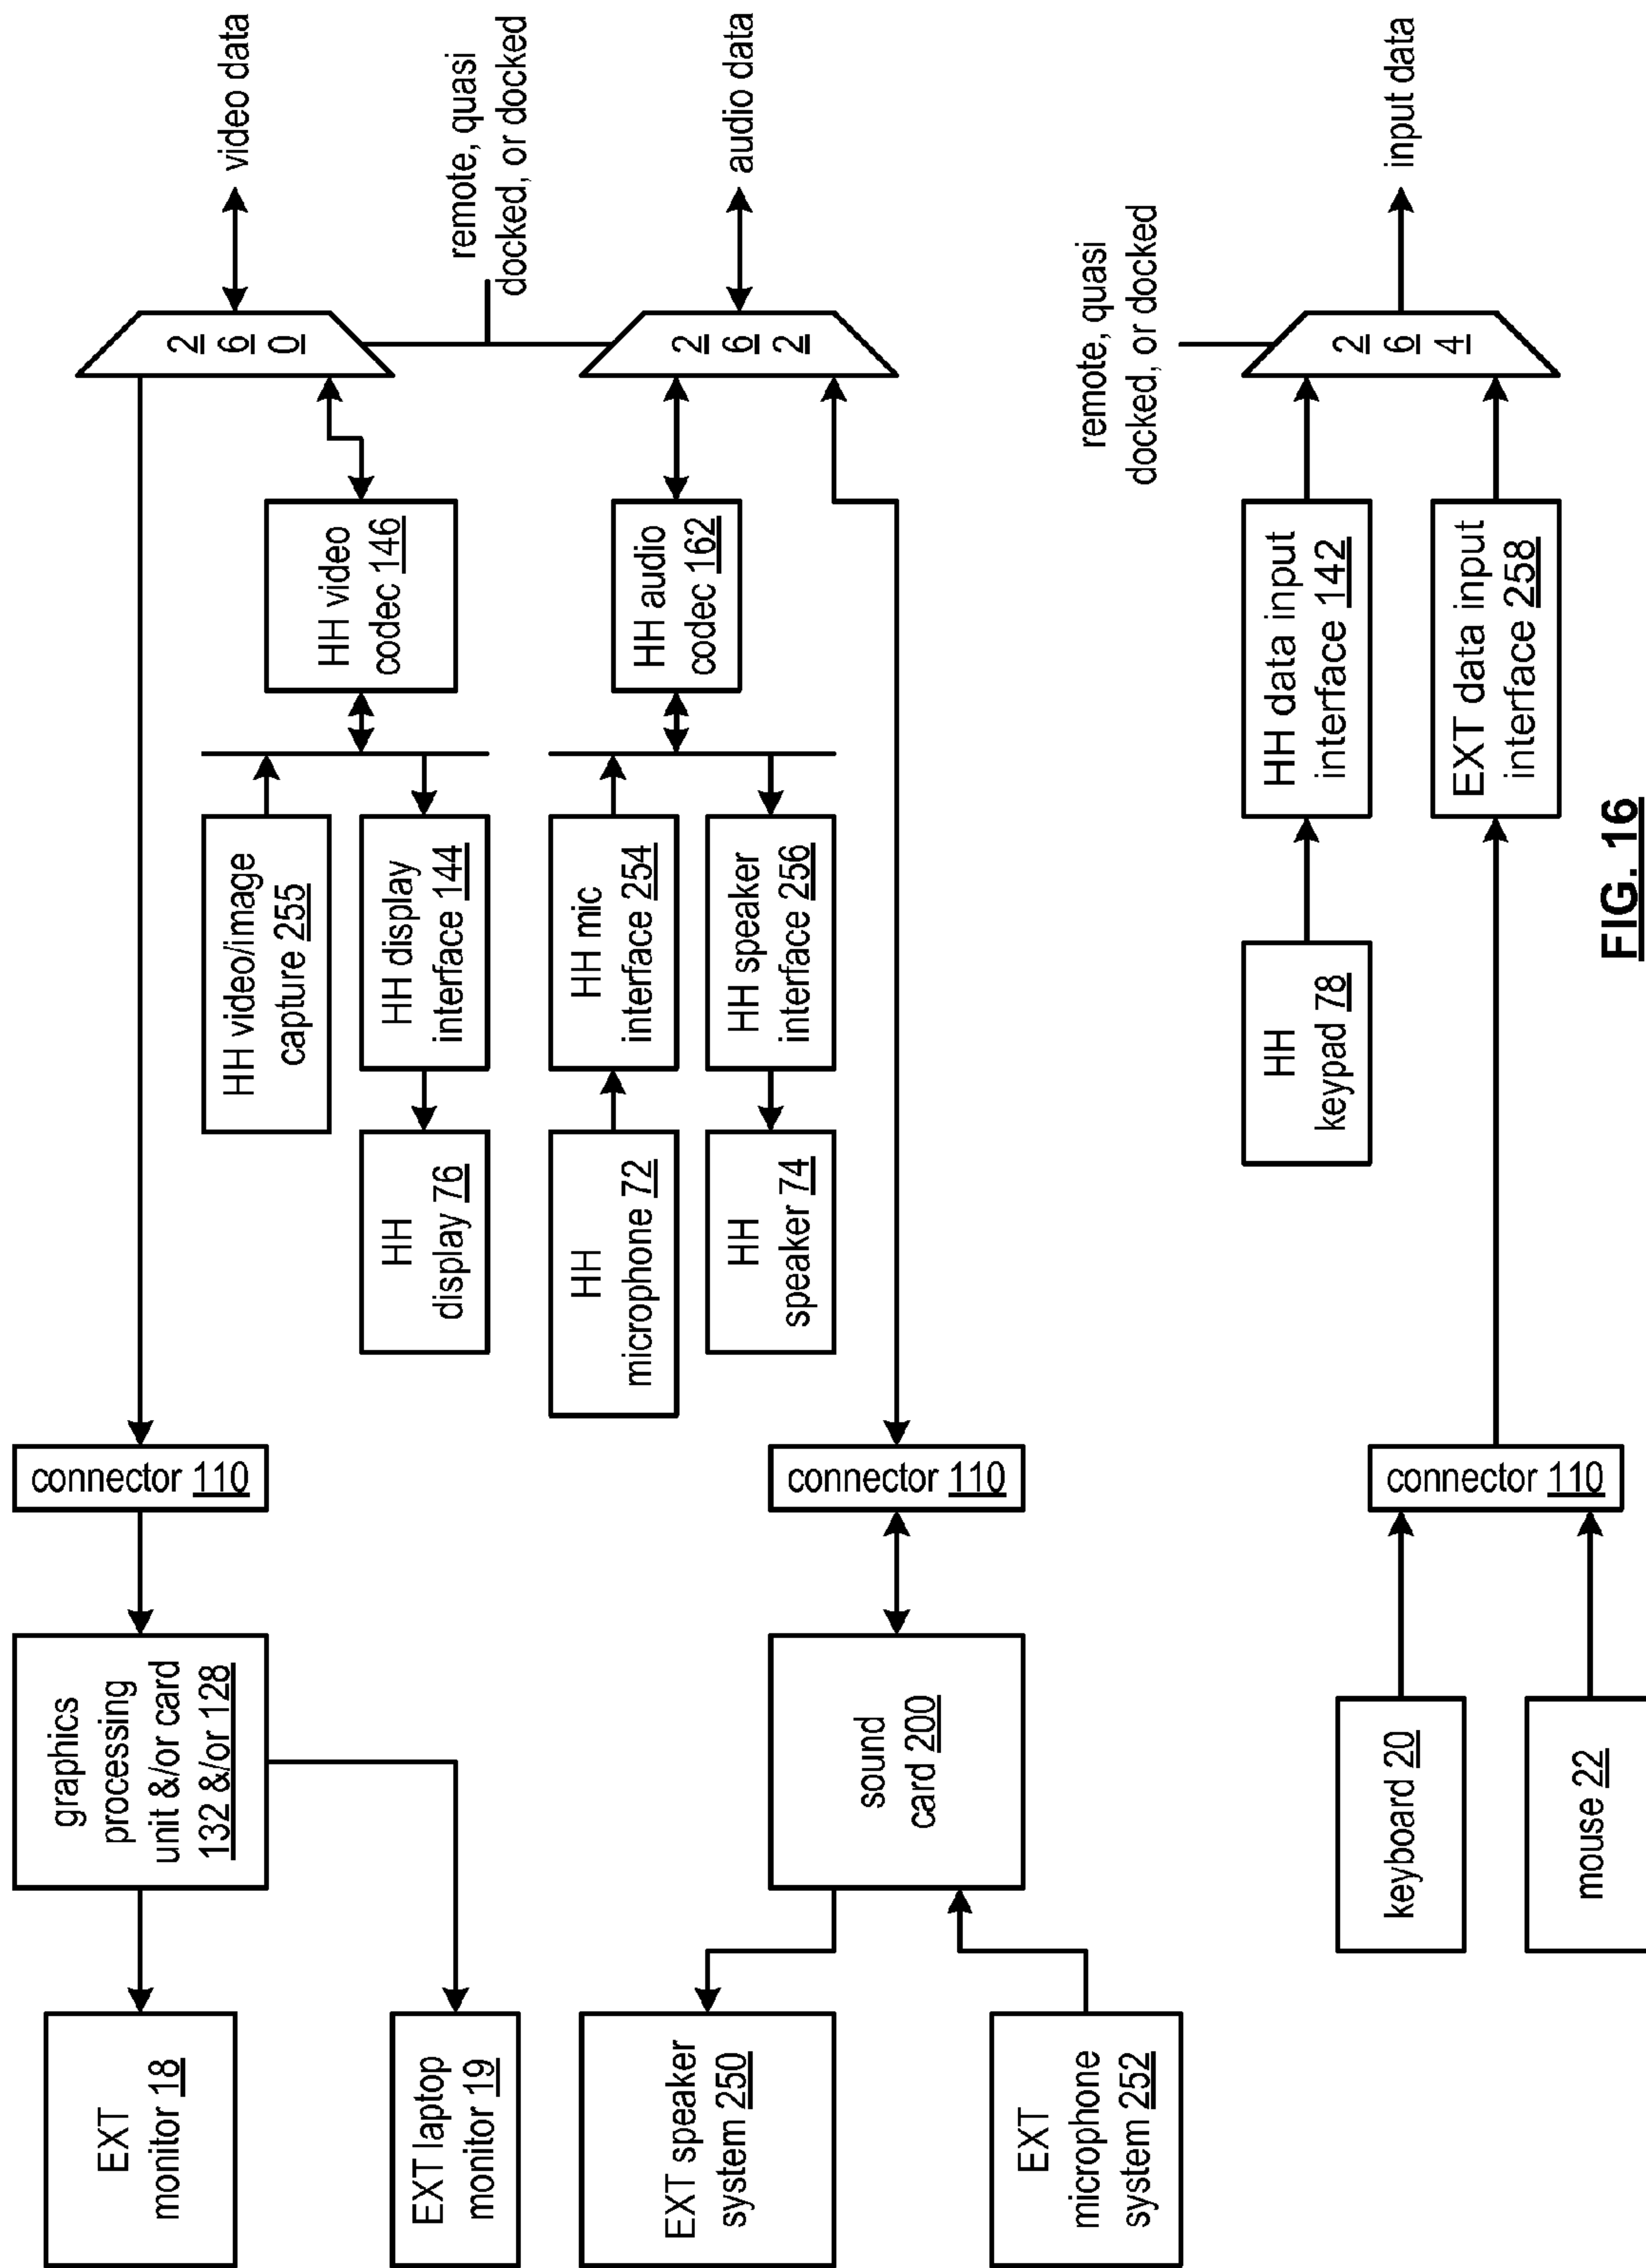 EXT
monitor 18
graphics
processing
unit &/or card
132 &/or 128
connector 110
video data
EXT laptop
monitor 19
HH video/image
capture 255
HH video
codec 146
260
HH
display 76
HH display
interface 144
remote, quasi
docked, or docked
HH
microphone 72
HH mic
interface 254
HH audio
codec 162
262
audio data
EXT speaker
system 250
sound
card 200
connector 110
HH
speaker 74
HH speaker
interface 256
EXT
microphone
system 252
remote, quasi
docked, or docked
HH
keypad 78
HH data input
interface 142
264
input data
keyboard 20
connector 110
EXT data input
interface 258
mouse 22
FIG. 16